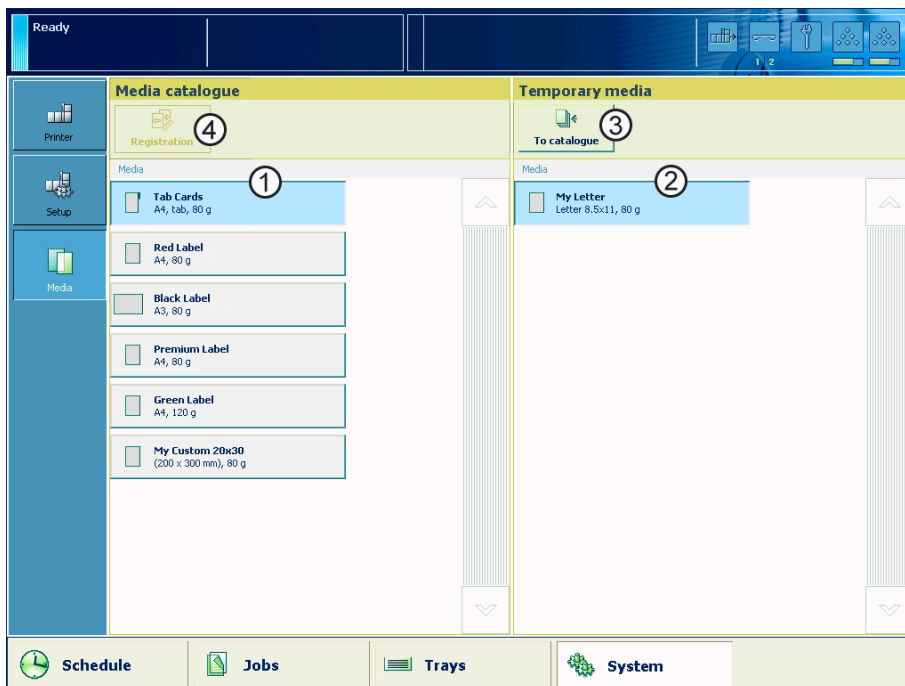 Ready
1 2
Printer
Setup
Media
Media catalogue
Registration
4
Media
1
Tab Cards
A4, tab, 80 g
Red Label
A4, 80 g
Black Label
A3, 80 g
Premium Label
A4, 80 g
Green Label
A4, 120 g
My Custom 20x30
(200 x 300 mm), 80 g
Temporary media
To catalogue
3
Media
2
My Letter
Letter 8.5x11, 80 g
Schedule
Jobs
Trays
System